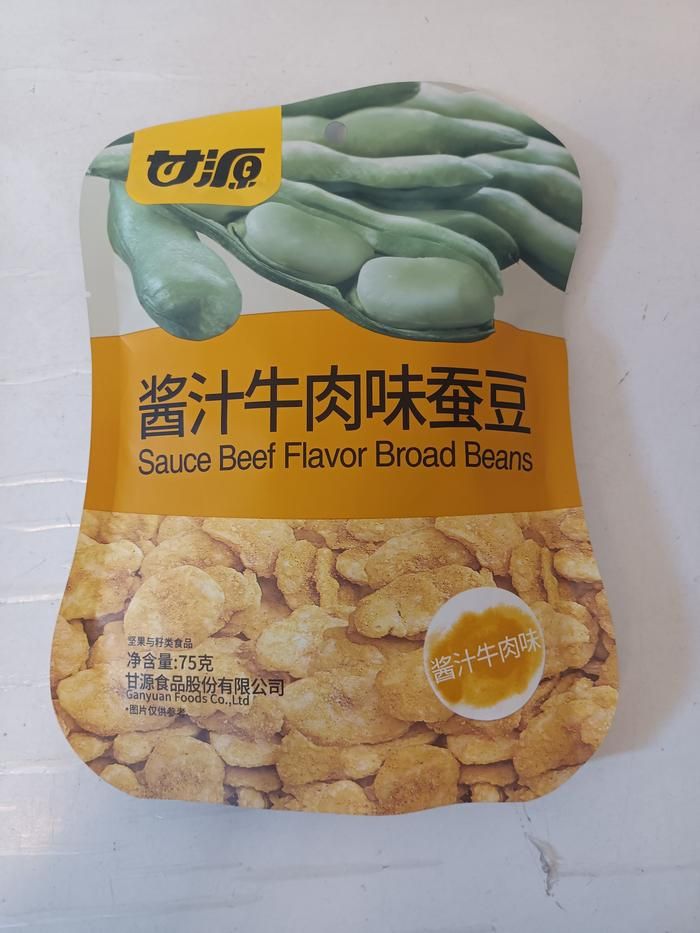 甘源
酱汁牛肉味蚕豆
Sauce Beef Flavor Broad Beans
酱汁牛肉味
坚果与籽类食品
净含量:75克
甘源食品股份有限公司
Ganyuan Foods Co.,Ltd
•图片仅供参考